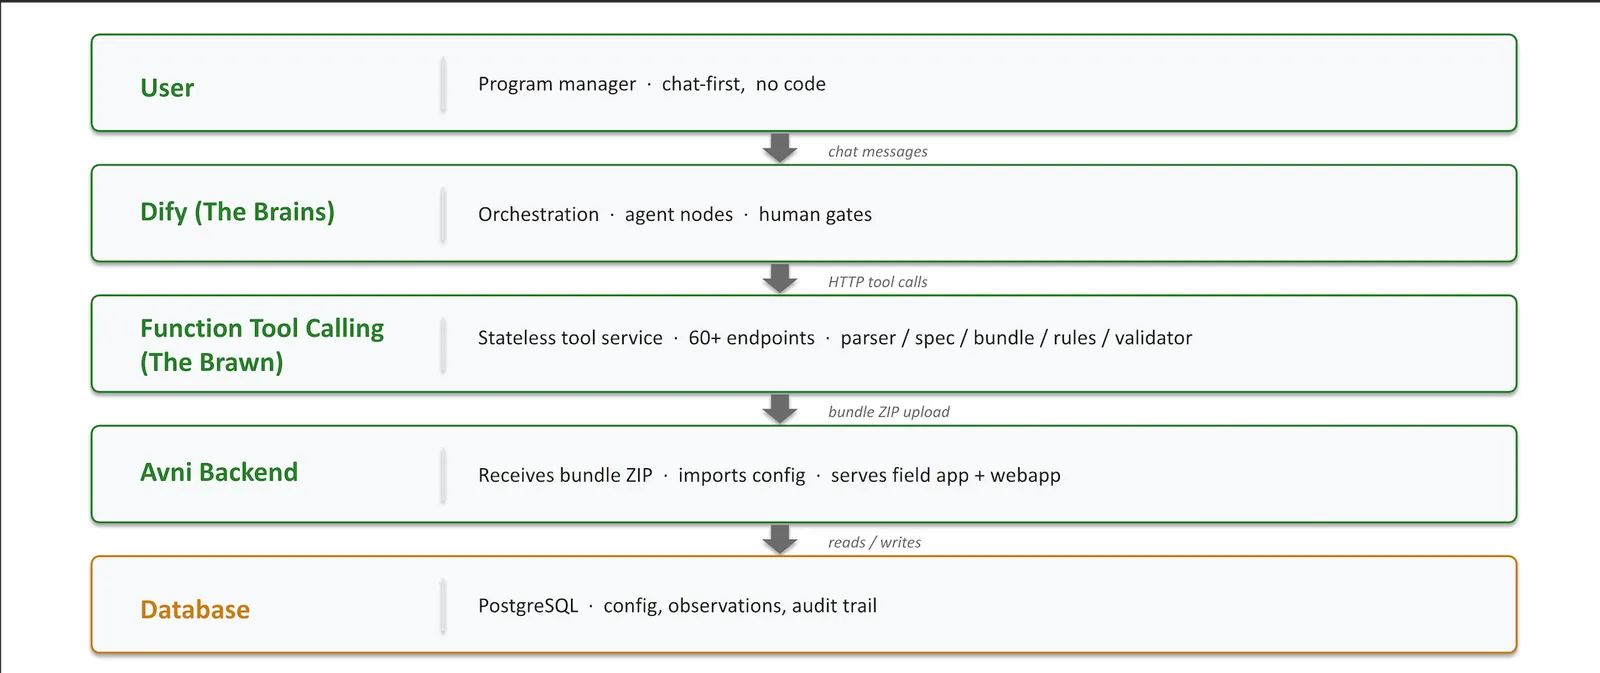 User
Program manager · chat-first, no code
chat messages
Dify (The Brains)
Orchestration · agent nodes · human gates
HTTP tool calls
Function Tool Calling
(The Brawn)
Stateless tool service · 60+ endpoints · parser / spec / bundle / rules / validator
bundle ZIP upload
Avni Backend
Receives bundle ZIP · imports config · serves field app + webapp
reads / writes
Database
PostgreSQL · config, observations, audit trail